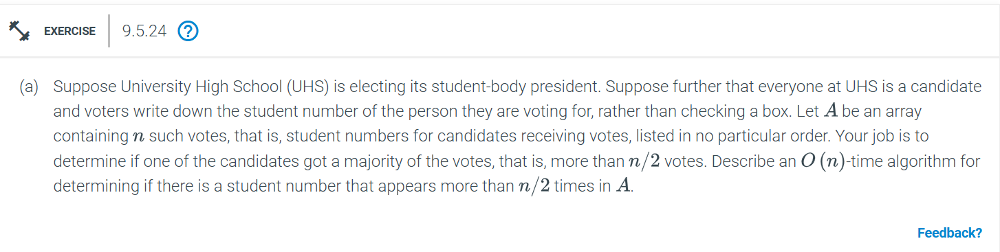 EXERCISE 9.5.24 ?
(a) Suppose University High School (UHS) is electing its student-body president. Suppose further that everyone at UHS is a candidate
and voters write down the student number of the person they are voting for, rather than checking a box. Let A be an array
containing n such votes, that is, student numbers for candidates receiving votes, listed in no particular order. Your job is to
determine if one of the candidates got a majority of the votes, that is, more than n/2 votes. Describe an O (n)-time algorithm for
determining if there is a student number that appears more than n/2 times in A.
Feedback?